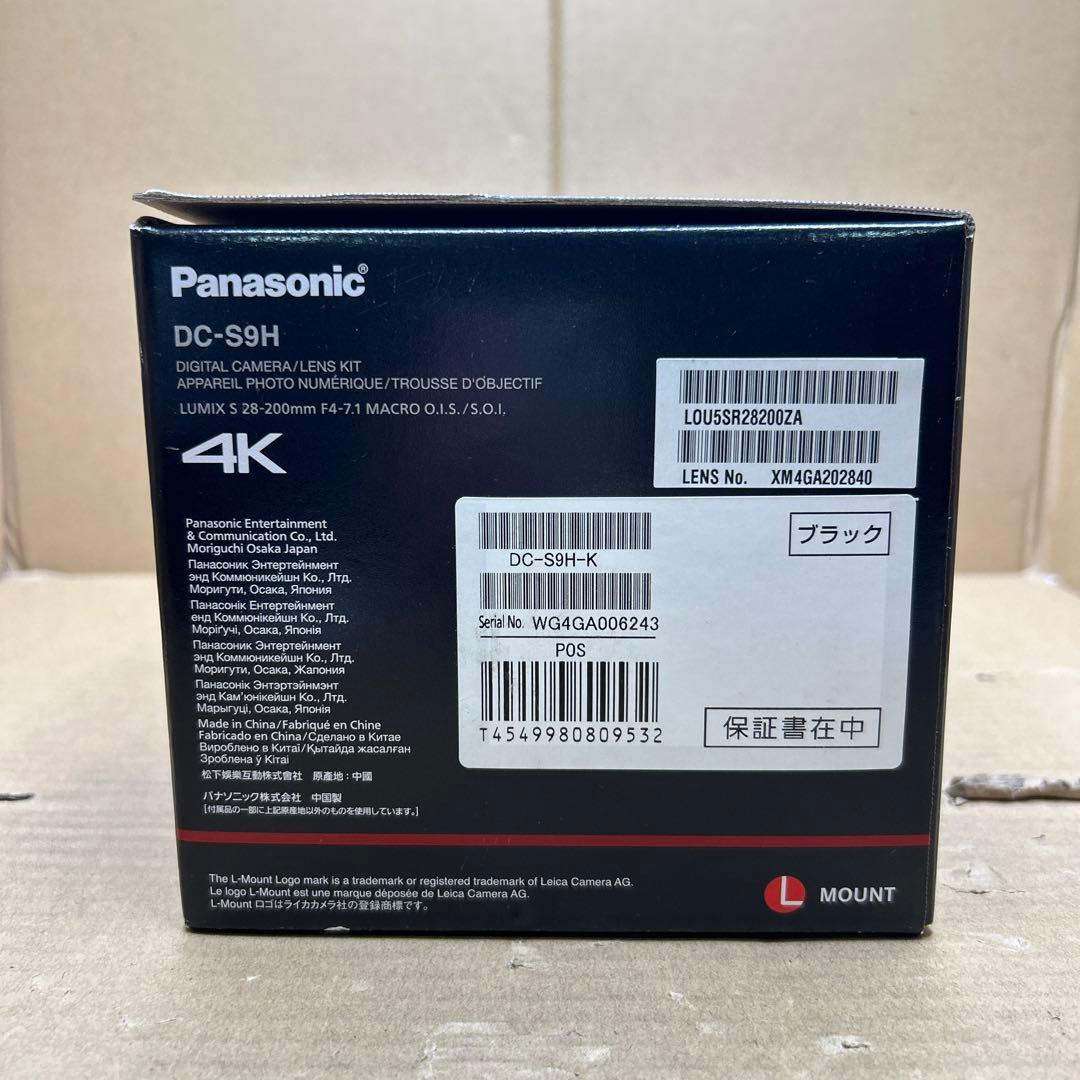 Panasonic®
DC-S9H
DIGITAL CAMERA/LENS KIT
APPAREIL PHOTO NUMÉRIQUE/TROUSSE D'OBJECTIF
LUMIX S 28-200mm F4-7.1 MACRO O.I.S./S.O.I.
4K
L0U5SR28200ZA
LENS No. XM4GA202840
ブラック
DC-S9H-K
Serial No. WG4GA006243
POS
T4549980809532
保証書在中
Panasonic Entertainment
& Communication Co., Ltd.
Moriguchi Osaka Japan
Панасоник Энтертейнмент
энд Коммюникейшн Ко., Лтд.
Моригути, Осака, Япония
Панасонік Ентертейнмент
енд Коммюнікейшн Ко., Лтд.
Моріґучі, Осака, Японія
Панасоник Энтертейнмент
энд Коммюникейшн Ко., Лтд.
Моригути, Осака, Жапония
Панасонік Энтэртэйнмэнт
энд Кам'юнікейшн Ко., Лтд.
Марыгуці, Осака, Японія
Made in China/Fabriqué en Chine
Fabricado en China/Сделано в Китае
Вироблено в Китаї/Қытайда жасалған
Зроблена ў Кітаі
松下娛樂互動株式會社 原產地:中國
パナソニック株式会社 中国製
[付属品の一部に上記原産地以外のものを使用しています。]
The L-Mount Logo mark is a trademark or registered trademark of Leica Camera AG.
Le logo L-Mount est une marque déposée de Leica Camera AG.
L-Mount ロゴはライカカメラ社の登録商標です。
L MOUNT